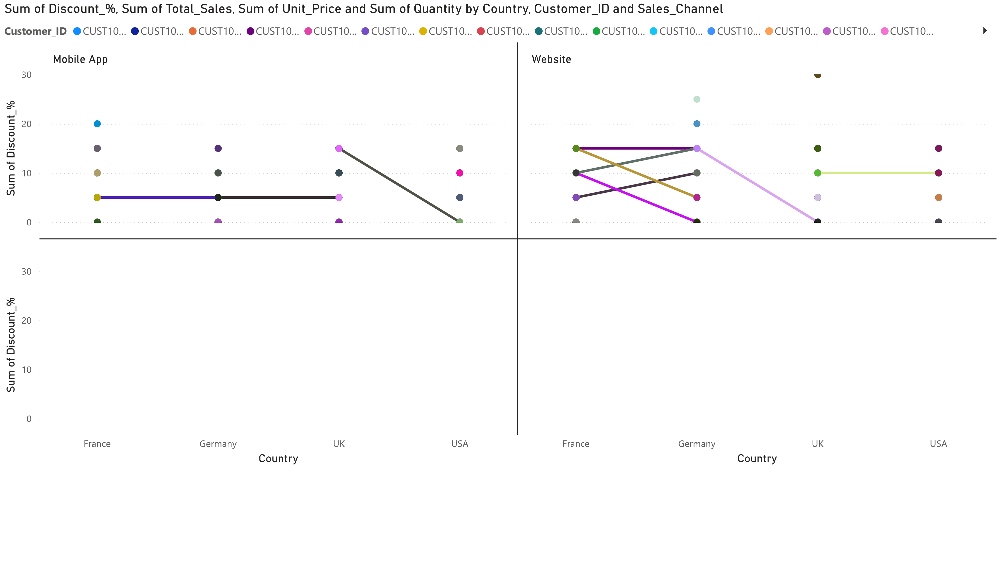 Sum of Discount_%, Sum of Total_Sales, Sum of Unit_Price and Sum of Quantity by Country, Customer_ID and Sales_Channel
Customer_ID CUST10... CUST10... CUST10... CUST10... CUST10... CUST10... CUST10... CUST10... CUST10... CUST10... CUST10... CUST10... CUST10... CUST10... CUST10...
Mobile App Website
Sum of Discount_%
30
20
10
0
Sum of Discount_%
30
20
10
0
France Germany UK USA France Germany UK USA
Country Country